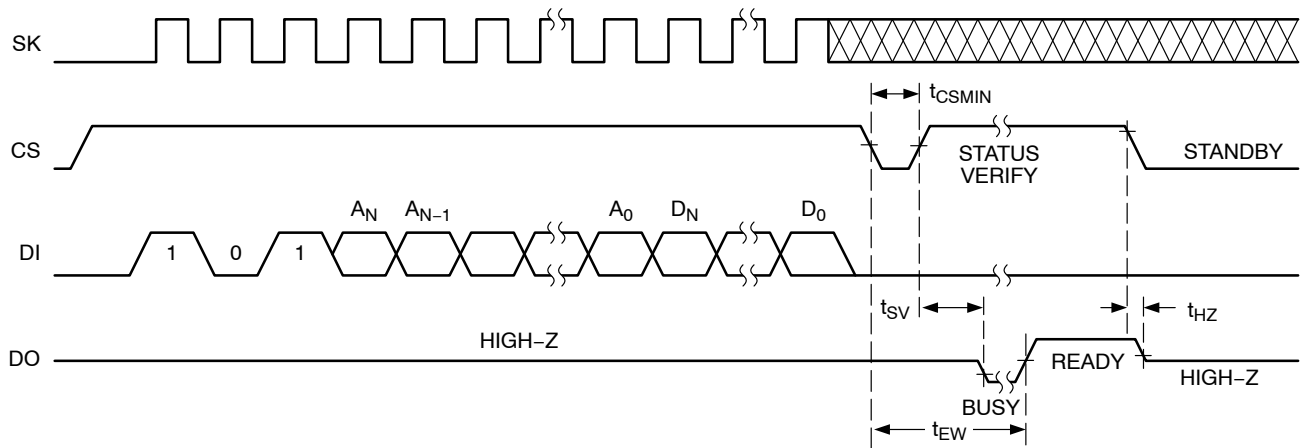 SK
t_CSMIN
CS
STATUS
VERIFY
STANDBY
A_N A_N−1 A_0 D_N D_0
DI
1 0 1
t_SV
t_HZ
HIGH−Z
DO
READY
HIGH−Z
BUSY
t_EW